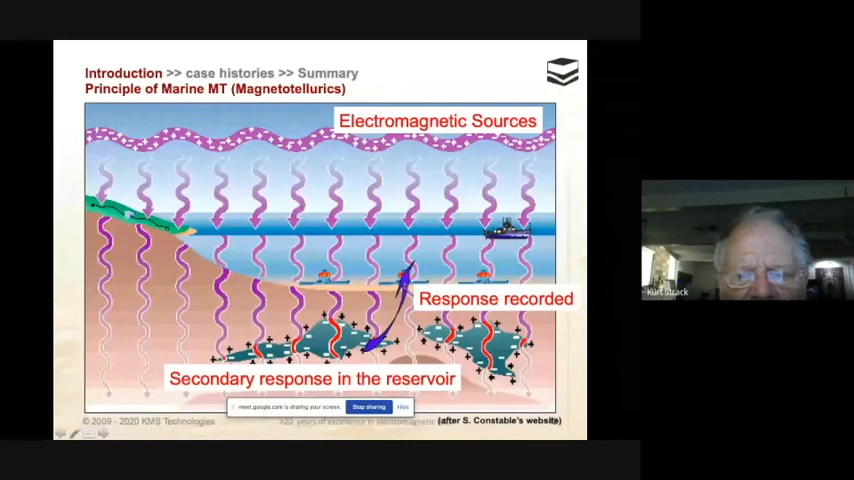 Introduction >> case histories >> Summary
Principle of Marine MT (Magnetotellurics)
Electromagnetic Sources
Response recorded
Secondary response in the reservoir
meet.google.com is sharing your screen.
Stop sharing
Hide
© 2009 - 2020 KMS Technologies
>20 years of excellence in electromagnetic
(after S. Constable's website)
Kurt Strack